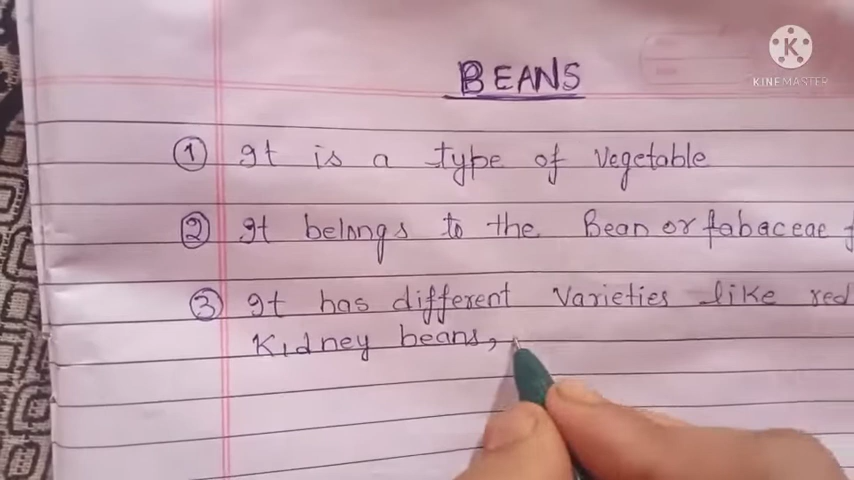 BEANS
K
KINEMASTER
1 It is a type of vegetable
2 It belongs to the Bean or fabaceae
3 It has different varieties like red
Kidney beans,